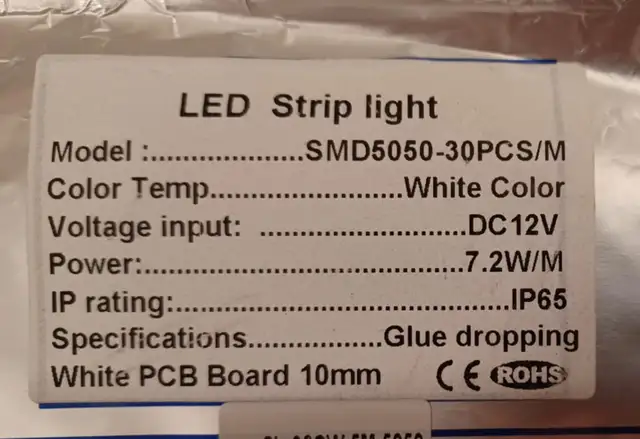 LED Strip light
Model :....................SMD5050-30PCS/M
Color Temp.........................White Color
Voltage input: ...........................DC12V
Power:..........................................7.2W/M
IP rating:...........................................IP65
Specifications.................Glue dropping
White PCB Board 10mm CE ROHS